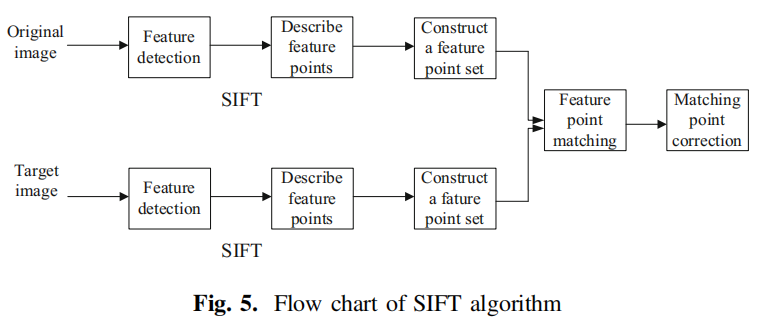 Original
image
Feature
detection
Describe
feature
points
Construct
a feature
point set
SIFT
Feature
point
matching
Matching
point
correction
Target
image
Feature
detection
Describe
feature
points
Construct
a fature
point set
SIFT
Fig. 5. Flow chart of SIFT algorithm